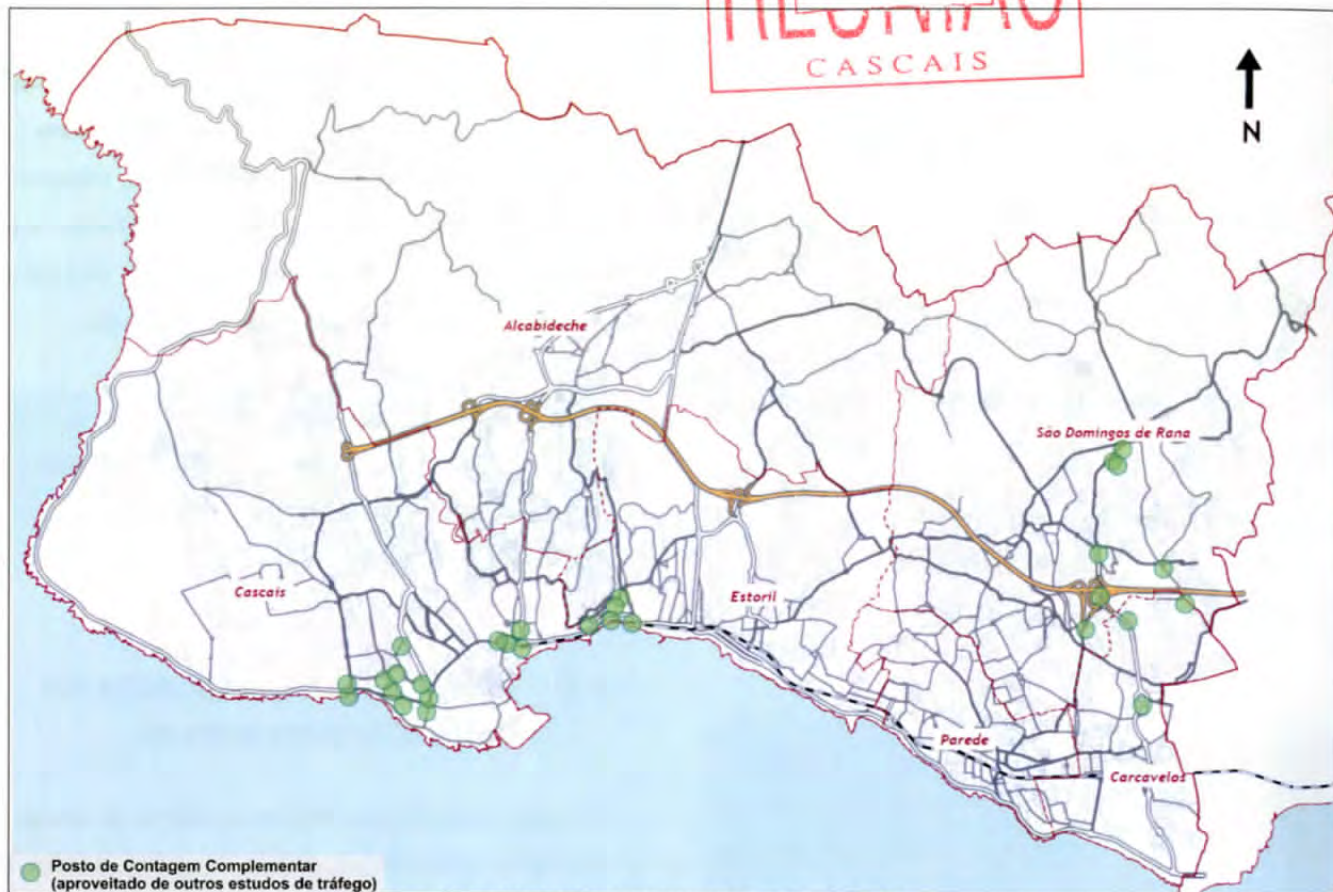 REUNIÃO
CASCAIS
N
Alcabideche
São Domingos de Rana
Cascais
Estoril
Parede
Carcavelos
Posto de Contagem Complementar
(aproveitado de outros estudos de tráfego)